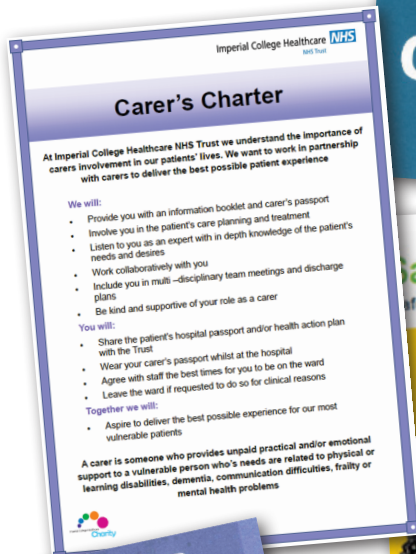 Imperial College Healthcare NHS
NHS Trust
Carer's Charter
At Imperial College Healthcare NHS Trust we understand the importance of
carers involvement in our patients' lives. We want to work in partnership
with carers to deliver the best possible patient experience
We will:
• Provide you with an information booklet and carer's passport
• Involve you in the patient's care planning and treatment
• Listen to you as an expert with in depth knowledge of the patient's
needs and desires
• Work collaboratively with you
• Include you in multi –disciplinary team meetings and discharge
plans
• Be kind and supportive of your role as a carer
You will:
• Share the patient's hospital passport and/or health action plan
with the Trust
• Wear your carer's passport whilst at the hospital
• Agree with staff the best times for you to be on the ward
• Leave the ward if requested to do so for clinical reasons
Together we will:
• Aspire to deliver the best possible experience for our most
vulnerable patients
A carer is someone who provides unpaid practical and/or emotional
support to a vulnerable person who's needs are related to physical or
learning disabilities, dementia, communication difficulties, frailty or
mental health problems
Charity